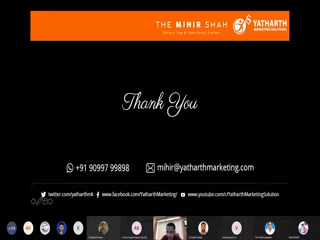 THE MIHIR SHAH
YATHARTH
MARKETING SOLUTIONS
Thank You
+91 90997 99898
mihir@yatharthmarketing.com
twitter.com/yatharthmk
www.facebook.com/YatharthMarketing/
www.youtube.com/c/YatharthMarketingSolution
AK
V